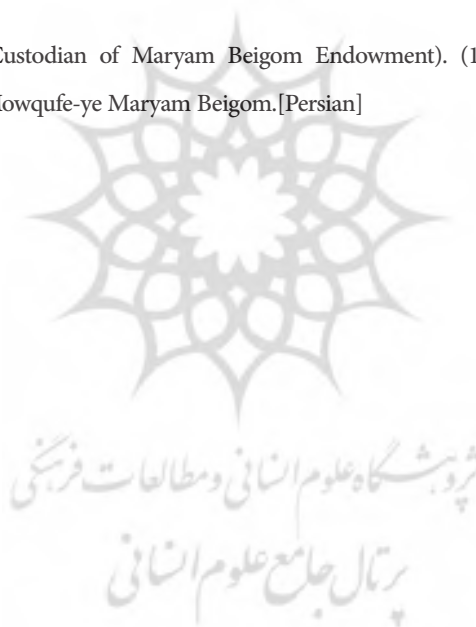 Custodian of Maryam Beigom Endowment). (1
Mowqufe-ye Maryam Beigom.[Persian]
پژوهشگاه علوم انسانی و مطالعات فرهنگی
پرتال جامع علوم انسانی